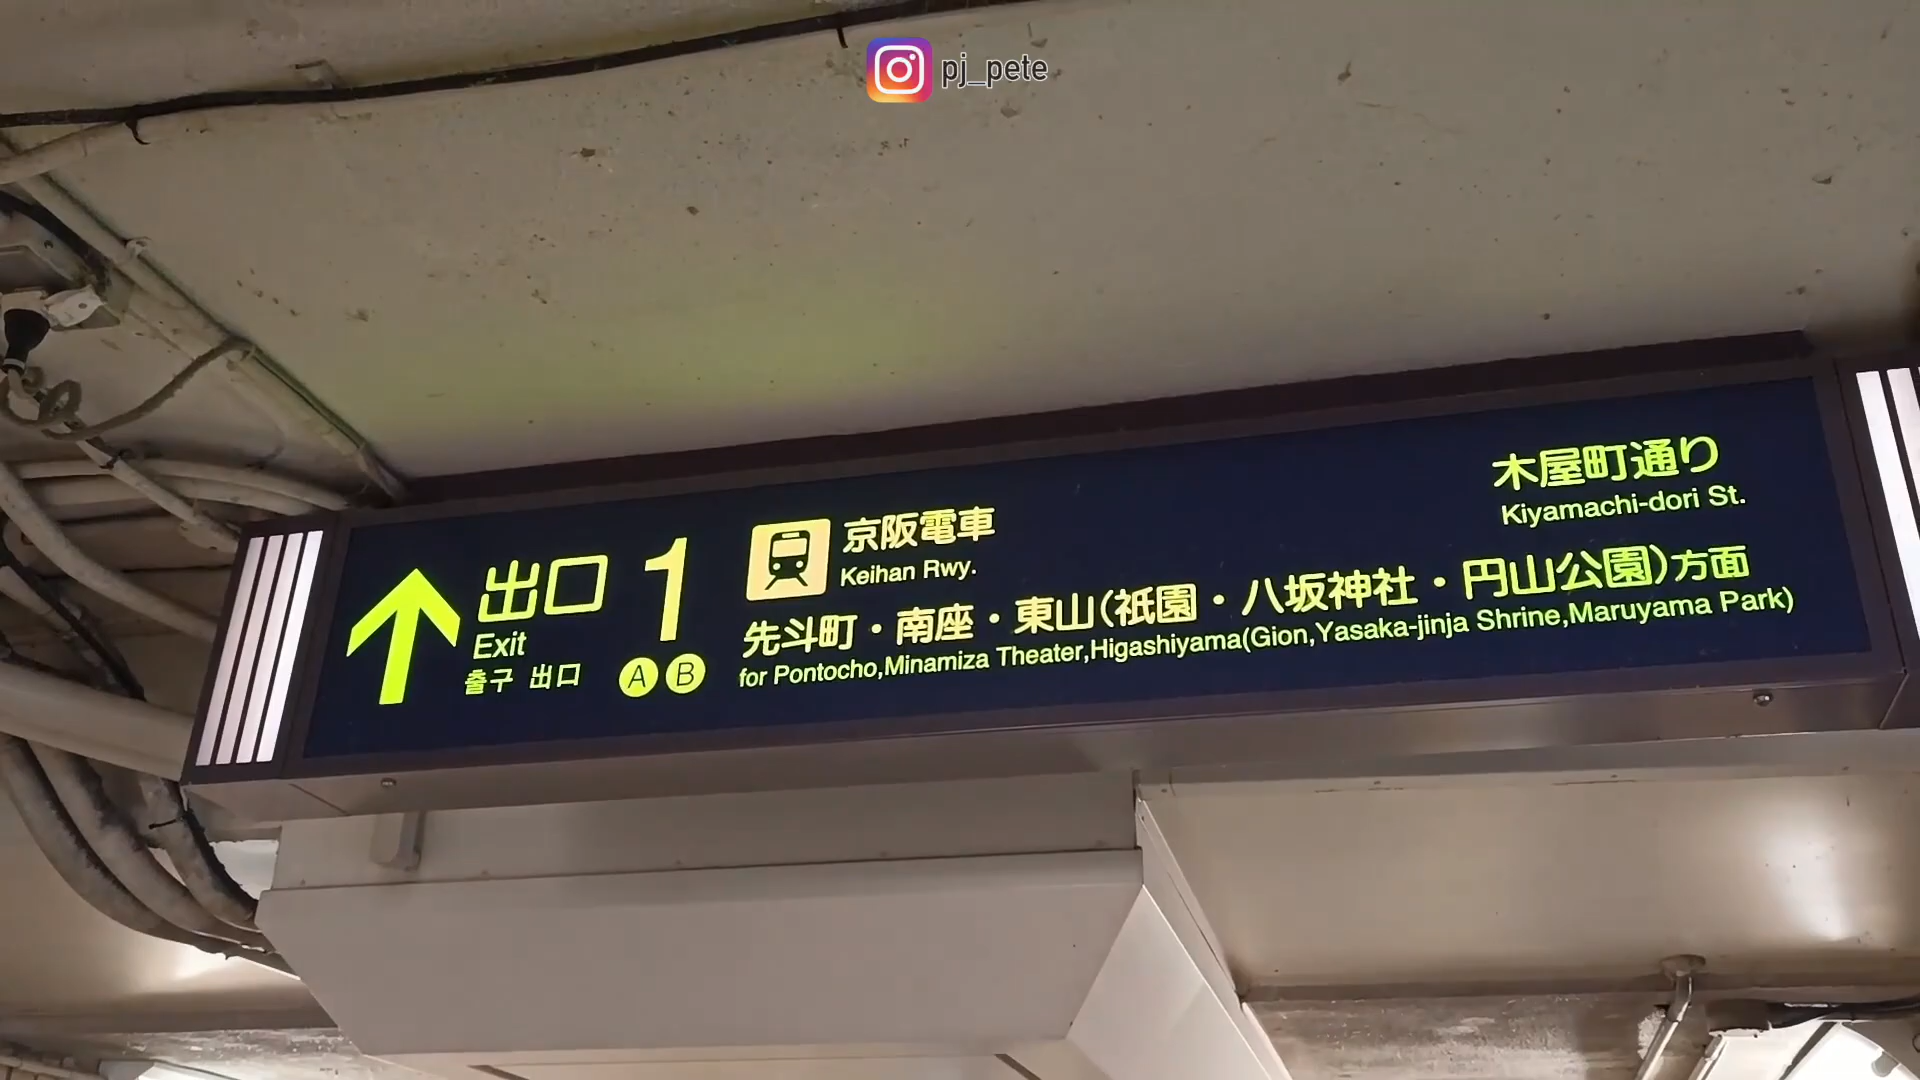 pj_pete
木屋町通り
Kiyamachi-dori St.
出口 1
Exit
출구 出口
A B
京阪電車
Keihan Rwy.
先斗町・南座・東山(祇園・八坂神社・円山公園)方面
for Pontocho,Minamiza Theater,Higashiyama(Gion,Yasaka-jinja Shrine,Maruyama Park)